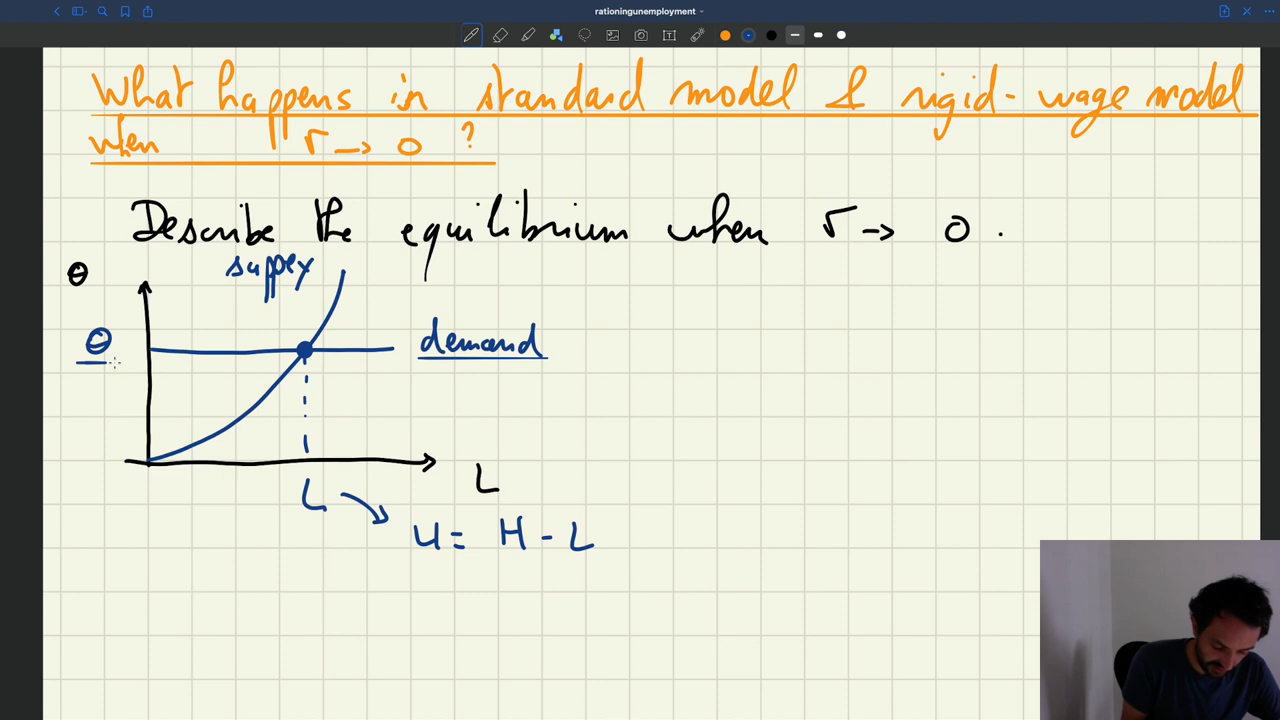 rationingunemployment
What happens in standard model & rigid-wage model
when r → 0 ?
Describe the equilibrium when r → 0 .
supply
θ
θ
demand
L
L
U = H - L